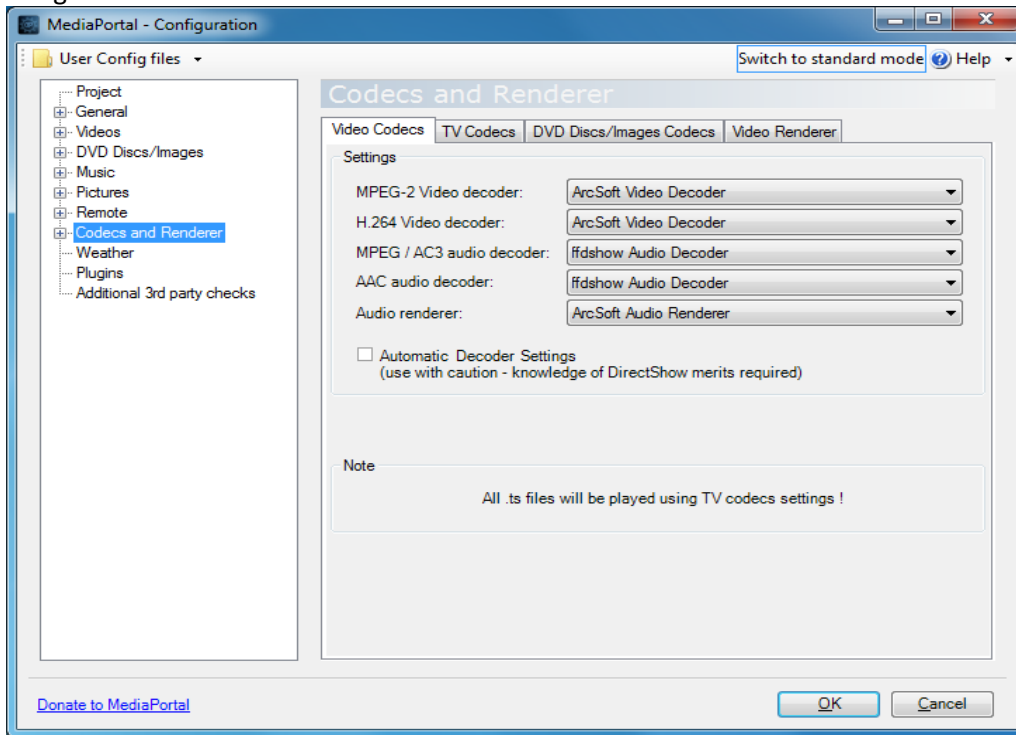 MediaPortal - Configuration
User Config files
Switch to standard mode
Help
Project
General
Videos
DVD Discs/Images
Music
Pictures
Remote
Codecs and Renderer
Weather
Plugins
Additional 3rd party checks
Codecs and Renderer
Video Codecs
TV Codecs
DVD Discs/Images Codecs
Video Renderer
Settings
MPEG-2 Video decoder: ArcSoft Video Decoder
H.264 Video decoder: ArcSoft Video Decoder
MPEG / AC3 audio decoder: ffdshow Audio Decoder
AAC audio decoder: ffdshow Audio Decoder
Audio renderer: ArcSoft Audio Renderer
Automatic Decoder Settings
(use with caution - knowledge of DirectShow merits required)
Note
All .ts files will be played using TV codecs settings !
Donate to MediaPortal
OK
Cancel